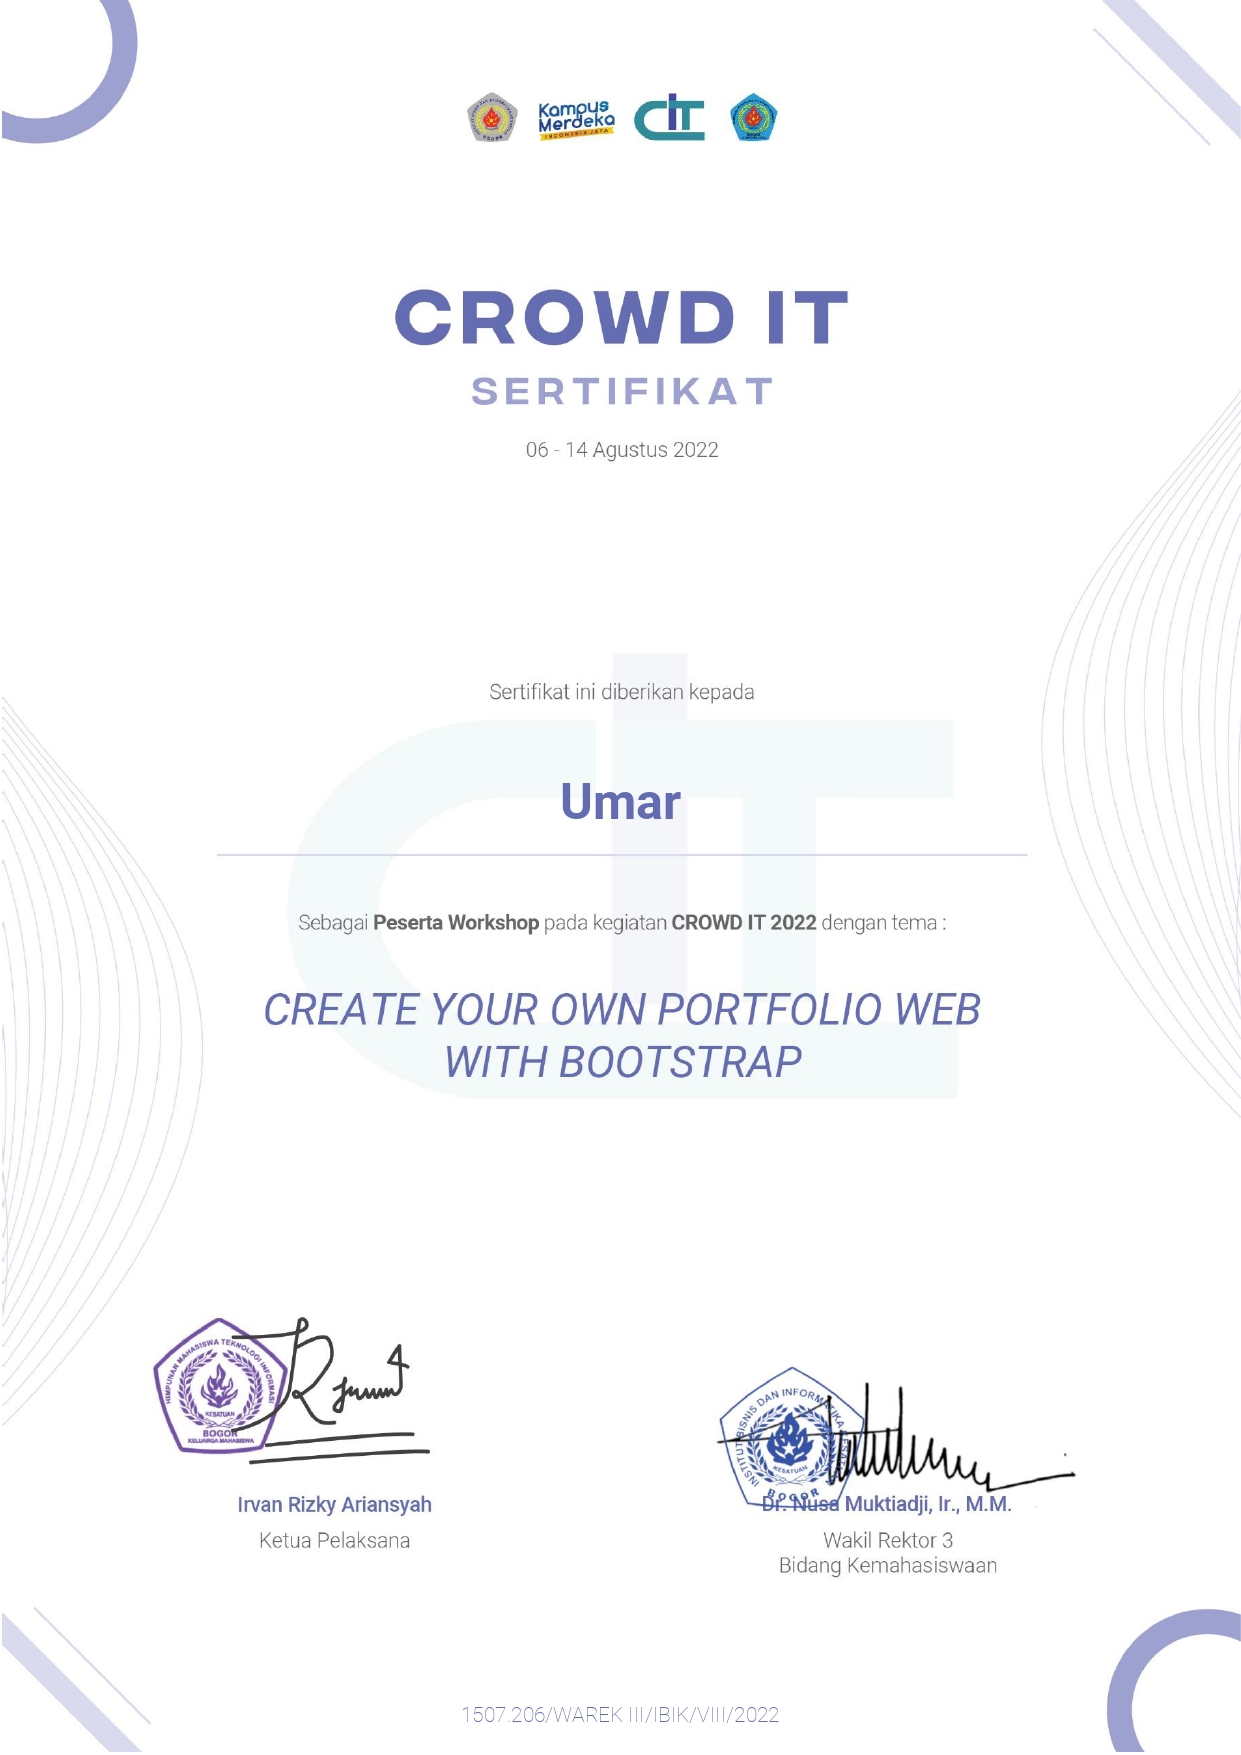 Kampus
Merdeka
INDONESIA JAYA
CIT
CROWD IT
SERTIFIKAT
06 - 14 Agustus 2022
Sertifikat ini diberikan kepada
Umar
Sebagai Peserta Workshop pada kegiatan CROWD IT 2022 dengan tema :
CREATE YOUR OWN PORTFOLIO WEB
WITH BOOTSTRAP
HIMPUNAN MAHASISWA TEKNOLOGI INFORMASI
KESATUAN
BOGOR
KELUARGA MAHASISWA
INSTITUT BISNIS DAN INFORMATIKA KESATUAN
KESATUAN
BOGOR
Irvan Rizky Ariansyah
Ketua Pelaksana
Dr. Nusa Muktiadji, Ir., M.M.
Wakil Rektor 3
Bidang Kemahasiswaan
1507.206/WAREK III/IBIK/VIII/2022